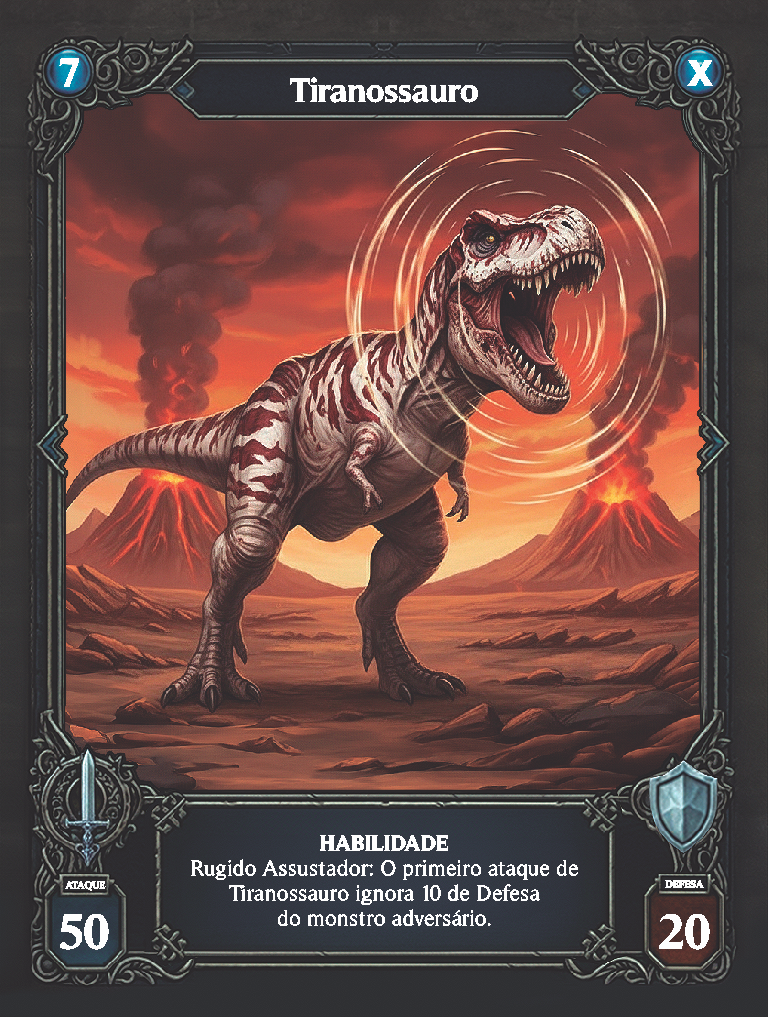 7
X
Tiranossauro
HABILIDADE
Rugido Assustador: O primeiro ataque de
Tiranossauro ignora 10 de Defesa
do monstro adversário.
ATAQUE
50
DEFESA
20